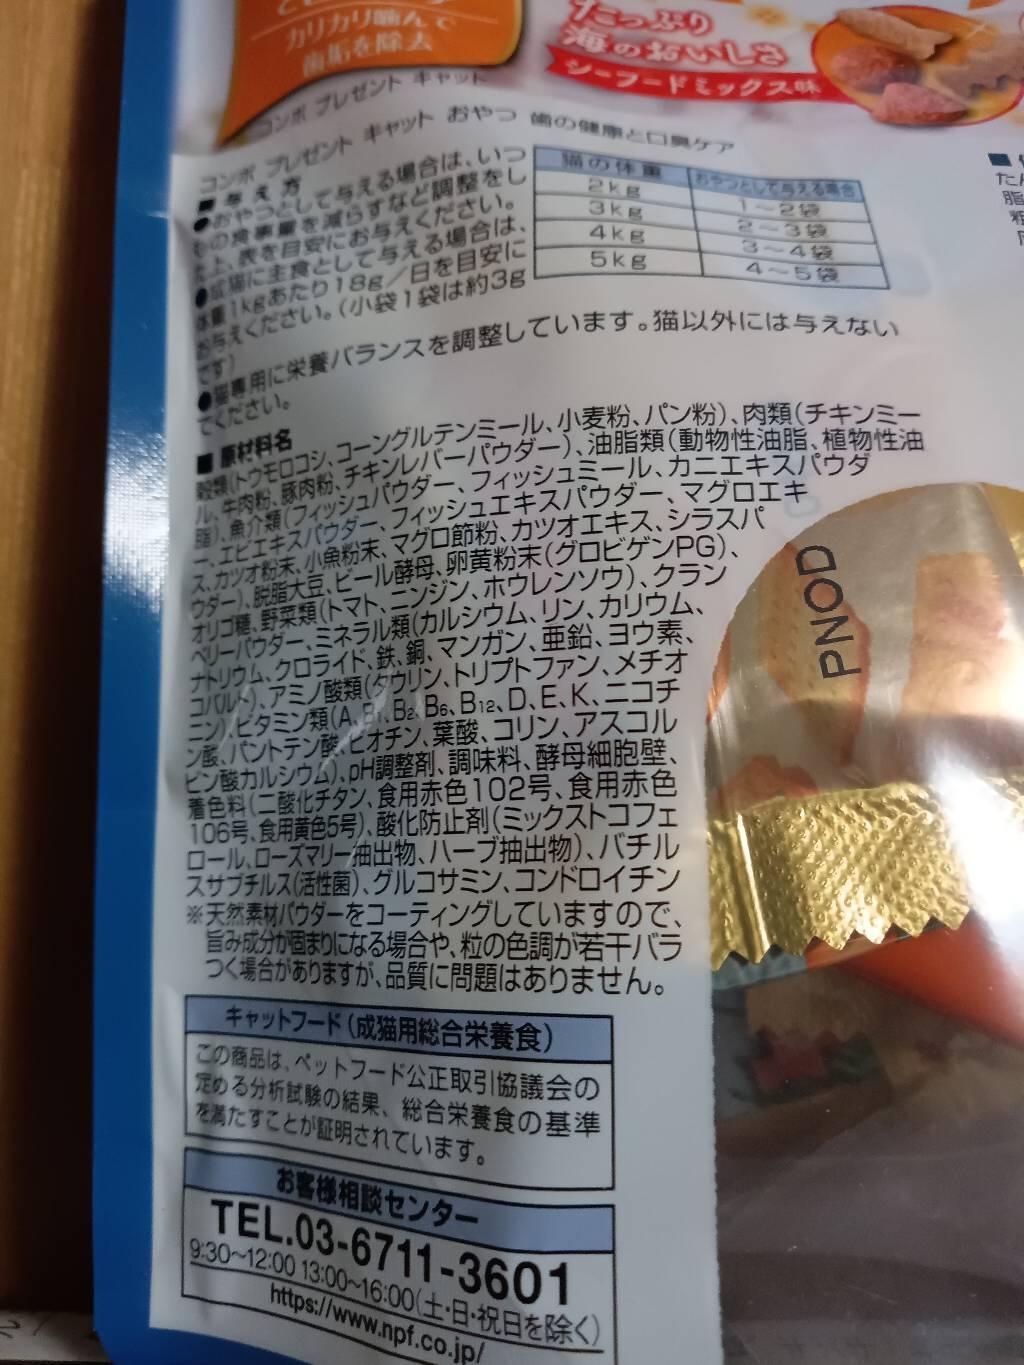 カリカリ噛んで
歯垢を除去
たっぷり
海のおいしさ
シーフードミックス味
コンボ プレゼント キャット
コンボ プレゼント キャット おやつ 歯の健康と口臭ケア
■与え方
●おやつとして与える場合は、いつ
もの食事量を減らすなど調整をし
た上、表を目安にお与えください。
●成猫に主食として与える場合は、
体重1kgあたり18g/日を目安に
お与えください。(小袋1袋は約3g
です)
猫の体重 おやつとして与える場合
2kg 1~2袋
3kg 2~3袋
4kg 3~4袋
5kg 4~5袋
●猫専用に栄養バランスを調整しています。猫以外には与えない
でください。
■原材料名
穀類(トウモロコシ、コーングルテンミール、小麦粉、パン粉)、肉類(チキンミー
ル、牛肉粉、豚肉粉、チキンレバーパウダー)、油脂類(動物性油脂、植物性油
脂)、魚介類(フィッシュパウダー、フィッシュミール、カニエキスパウダ
ー、エビエキスパウダー、フィッシュエキスパウダー、マグロエキ
ス、カツオ粉末、小魚粉末、マグロ節粉、カツオエキス、シラスパ
ウダー)、脱脂大豆、ビール酵母、卵黄粉末(グロビゲンPG)、
オリゴ糖、野菜類(トマト、ニンジン、ホウレンソウ)、クラン
ベリーパウダー、ミネラル類(カルシウム、リン、カリウム、
ナトリウム、クロライド、鉄、銅、マンガン、亜鉛、ヨウ素、
コバルト)、アミノ酸類(タウリン、トリプトファン、メチオ
ニン)、ビタミン類(A、B1、B2、B6、B12、D、E、K、ニコチ
ン酸、パントテン酸、ビオチン、葉酸、コリン、アスコル
ビン酸カルシウム)、pH調整剤、調味料、酵母細胞壁、
着色料(二酸化チタン、食用赤色102号、食用赤色
106号、食用黄色5号)、酸化防止剤(ミックストコフェ
ロール、ローズマリー抽出物、ハーブ抽出物)、バチル
スサブチルス(活性菌)、グルコサミン、コンドロイチン
※天然素材パウダーをコーティングしていますので、
旨み成分が固まりになる場合や、粒の色調が若干バラ
つく場合がありますが、品質に問題はありません。
PNOD
キャットフード(成猫用総合栄養食)
この商品は、ペットフード公正取引協議会の
定める分析試験の結果、総合栄養食の基準
を満たすことが証明されています。
お客様相談センター
TEL.03-6711-3601
9:30~12:00 13:00~16:00(土・日・祝日を除く)
https://www.npf.co.jp/